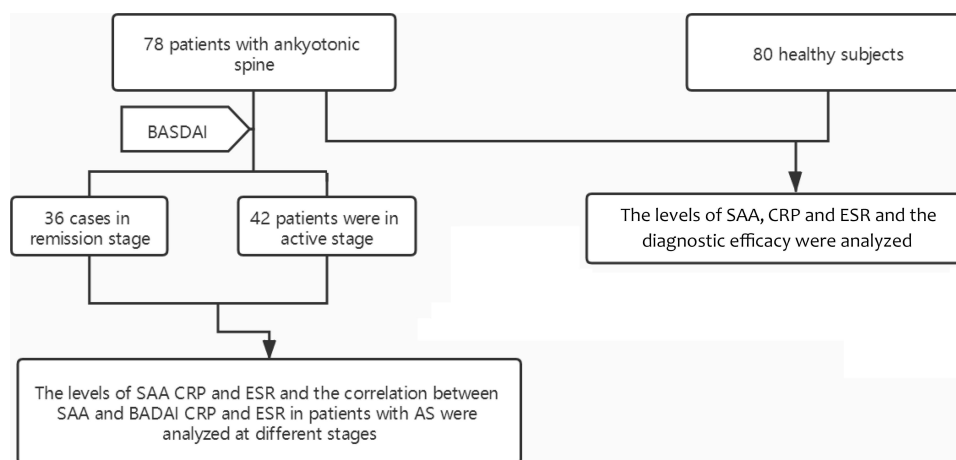 78 patients with ankyotonic
spine
80 healthy subjects
BASDAI
36 cases in
remission stage
42 patients were in
active stage
The levels of SAA, CRP and ESR and the
diagnostic efficacy were analyzed
The levels of SAA CRP and ESR and the correlation between
SAA and BADAI CRP and ESR in patients with AS were
analyzed at different stages